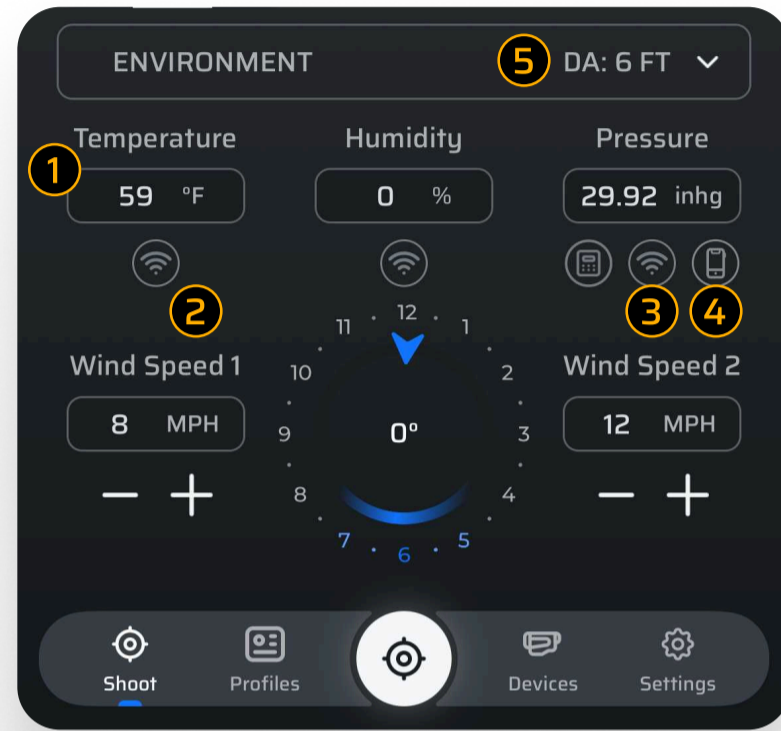 ENVIRONMENT 5 DA: 6 FT
Temperature Humidity Pressure
1
59 °F 0 %29.92 inhg
2 3 4
12
11 1
Wind Speed 1 10 2 Wind Speed 2
8 MPH 9 0° 3 12 MPH
8 4
7 6 5
Shoot Profiles Devices Settings